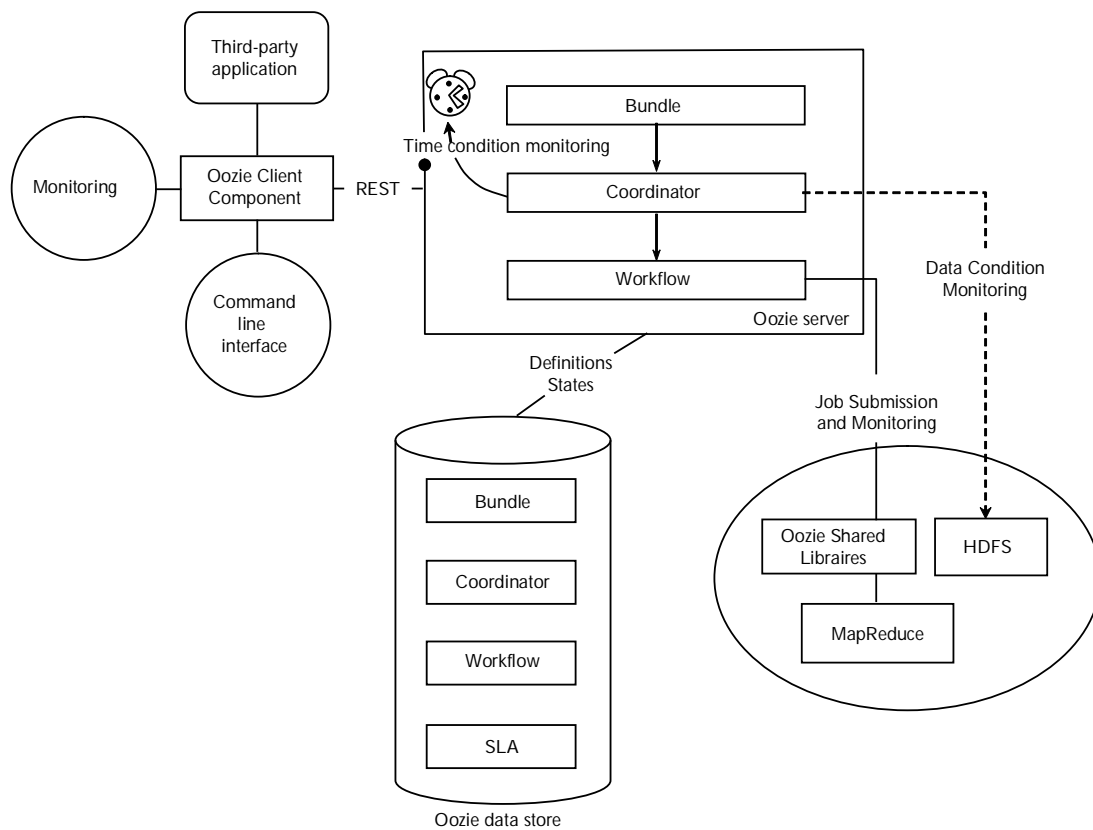 Third-party
application
Monitoring
Oozie Client
Component
REST
Command
line
interface
Time condition monitoring
Bundle
Coordinator
Workflow
Oozie server
Data Condition
Monitoring
Definitions
States
Job Submission
and Monitoring
Bundle
Coordinator
Workflow
SLA
Oozie data store
Oozie Shared
Libraires
HDFS
MapReduce